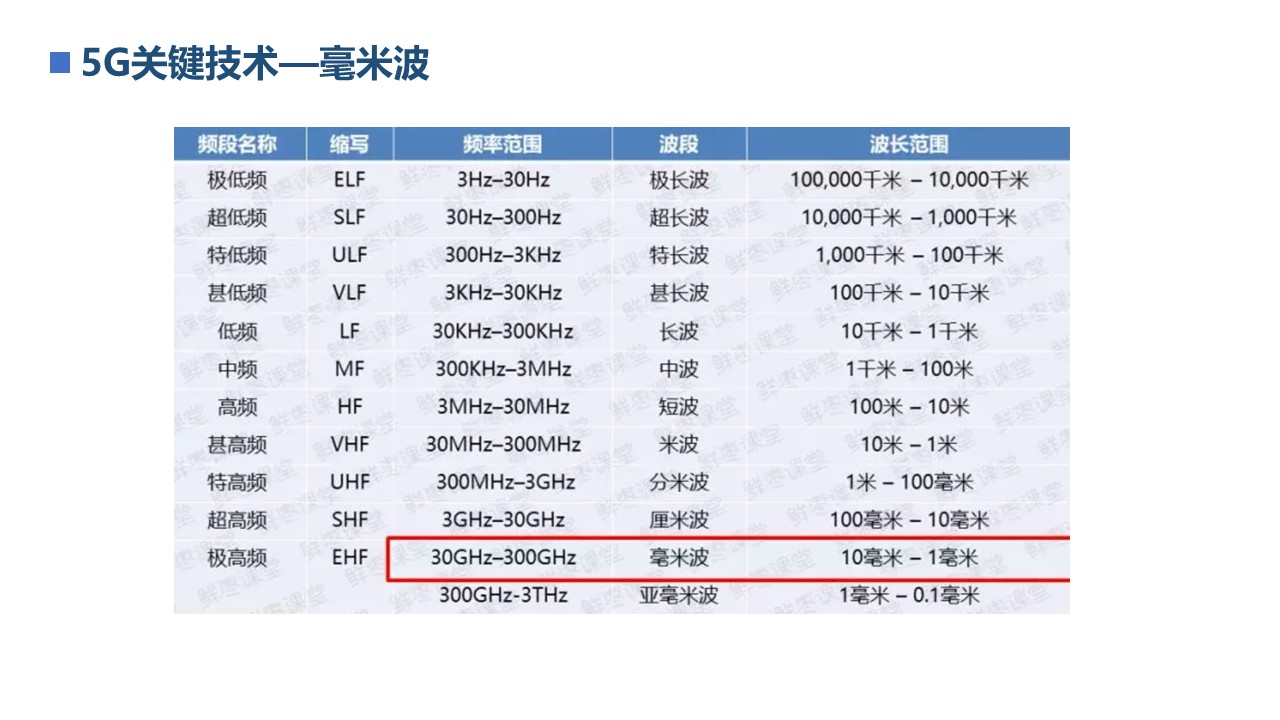 5G关键技术—毫米波
频段名称 缩写 频率范围 波段 波长范围
极低频 ELF 3Hz–30Hz 极长波 100,000千米 – 10,000千米
超低频 SLF 30Hz–300Hz 超长波 10,000千米 – 1,000千米
特低频 ULF 300Hz–3KHz 特长波 1,000千米 – 100千米
甚低频 VLF 3KHz–30KHz 甚长波 100千米 – 10千米
低频 LF 30KHz–300KHz 长波 10千米 – 1千米
中频 MF 300KHz–3MHz 中波 1千米 – 100米
高频 HF 3MHz–30MHz 短波 100米 – 10米
甚高频 VHF 30MHz–300MHz 米波 10米 – 1米
特高频 UHF 300MHz–3GHz 分米波 1米 – 100毫米
超高频 SHF 3GHz–30GHz 厘米波 100毫米 – 10毫米
极高频 EHF 30GHz–300GHz 毫米波 10毫米 – 1毫米
300GHz-3THz 亚毫米波 1毫米 – 0.1毫米
鲜枣课堂